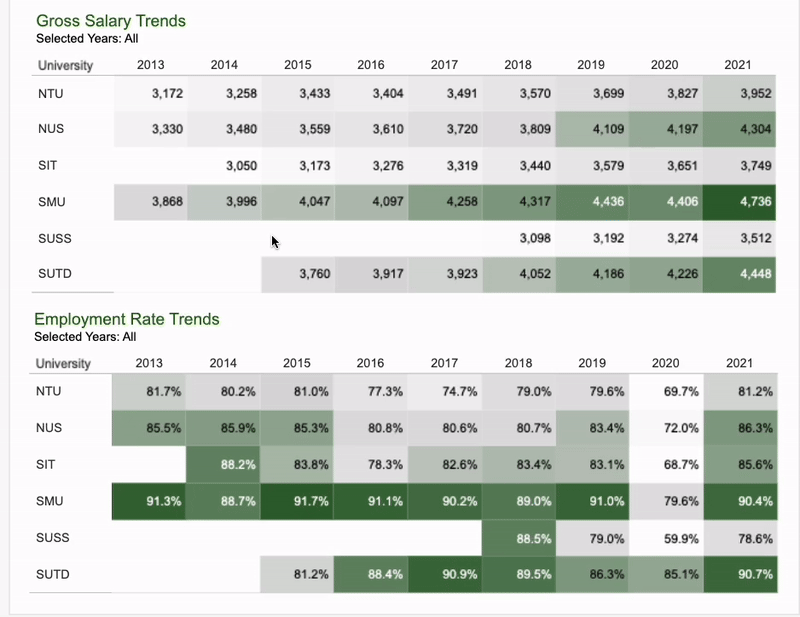 Gross Salary Trends
Selected Years: All
University 2013 2014 2015 2016 2017 2018 2019 2020 2021
NTU 3,172 3,258 3,433 3,404 3,491 3,570 3,699 3,827 3,952
NUS 3,330 3,480 3,559 3,610 3,720 3,809 4,109 4,197 4,304
SIT 3,050 3,173 3,276 3,319 3,440 3,579 3,651 3,749
SMU 3,868 3,996 4,047 4,097 4,258 4,317 4,436 4,406 4,736
SUSS 3,098 3,192 3,274 3,512
SUTD 3,760 3,917 3,923 4,052 4,186 4,226 4,448
Employment Rate Trends
Selected Years: All
University 2013 2014 2015 2016 2017 2018 2019 2020 2021
NTU 81.7% 80.2% 81.0% 77.3% 74.7% 79.0% 79.6% 69.7% 81.2%
NUS 85.5% 85.9% 85.3% 80.8% 80.6% 80.7% 83.4% 72.0% 86.3%
SIT 88.2% 83.8% 78.3% 82.6% 83.4% 83.1% 68.7% 85.6%
SMU 91.3% 88.7% 91.7% 91.1% 90.2% 89.0% 91.0% 79.6% 90.4%
SUSS 88.5% 79.0% 59.9% 78.6%
SUTD 81.2% 88.4% 90.9% 89.5% 86.3% 85.1% 90.7%